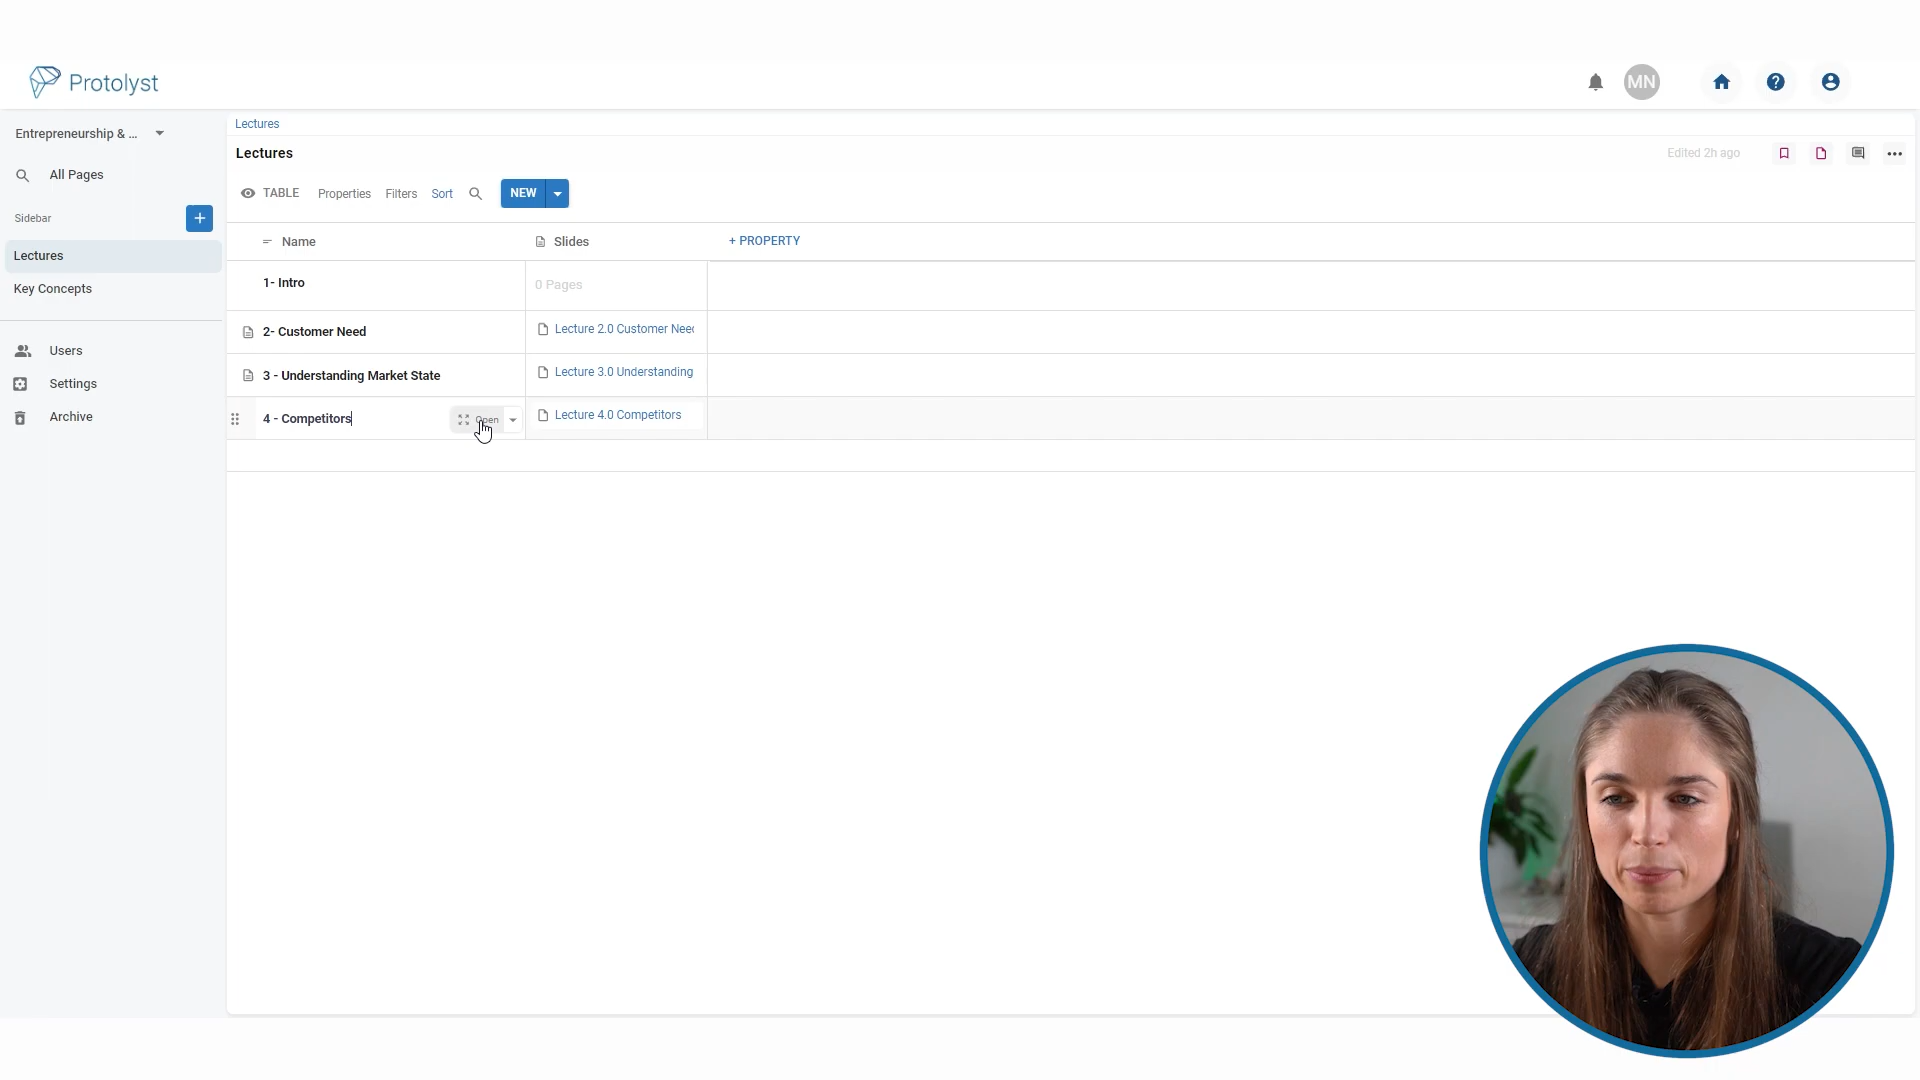 Protolyst
MN
Entrepreneurship & ...
All Pages
Sidebar
Lectures
Key Concepts
Users
Settings
Archive
Lectures
Lectures
Edited 2h ago
TABLE Properties Filters Sort NEW
Name Slides + PROPERTY
1- Intro 0 Pages
2- Customer Need Lecture 2.0 Customer Need
3 - Understanding Market State Lecture 3.0 Understanding
4 - Competitors Open Lecture 4.0 Competitors